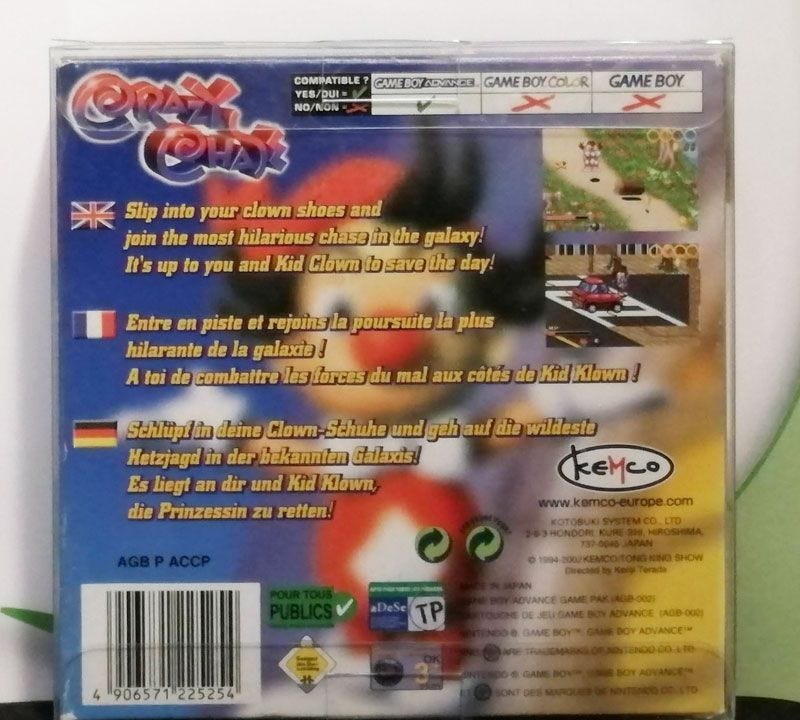 CRAZY CHASE
COMPATIBLE ?
YES/OUI =
NO/NON =
GAME BOY ADVANCE
GAME BOY COLOR
GAME BOY
Slip into your clown shoes and
join the most hilarious chase in the galaxy!
It's up to you and Kid Clown to save the day!
Entre en piste et rejoins la poursuite la plus
hilarante de la galaxie !
A toi de combattre les forces du mal aux côtés de Kid Klown !
Schlüpf in deine Clown-Schuhe und geh auf die wildeste
Hetzjagd in der bekannten Galaxis!
Es liegt an dir und Kid Klown,
die Prinzessin zu retten!
KEMCO
www.kemco-europe.com
KOTOBUKI SYSTEM CO., LTD
2-6-3 HONDORI, KURE-SHI, HIROSHIMA,
JAPAN
© 1994-2002 KEMCO/TONG KING SHOW
Directed by Kenji Terada
AGB P ACCP
POUR TOUS
PUBLICS
aDeSe
TP
MADE IN JAPAN
GAME BOY ADVANCE GAME PAK (AGB-002)
CARTOUCHE DE JEU GAME BOY ADVANCE (AGB-002)
NINTENDO ®, GAME BOY™, GAME BOY ADVANCE™
ARE TRADEMARKS OF NINTENDO CO., LTD
NINTENDO ®, GAME BOY™, GAME BOY ADVANCE™
ET SONT DES MARQUES DE NINTENDO CO., LTD
OK
3
4 906571 225254